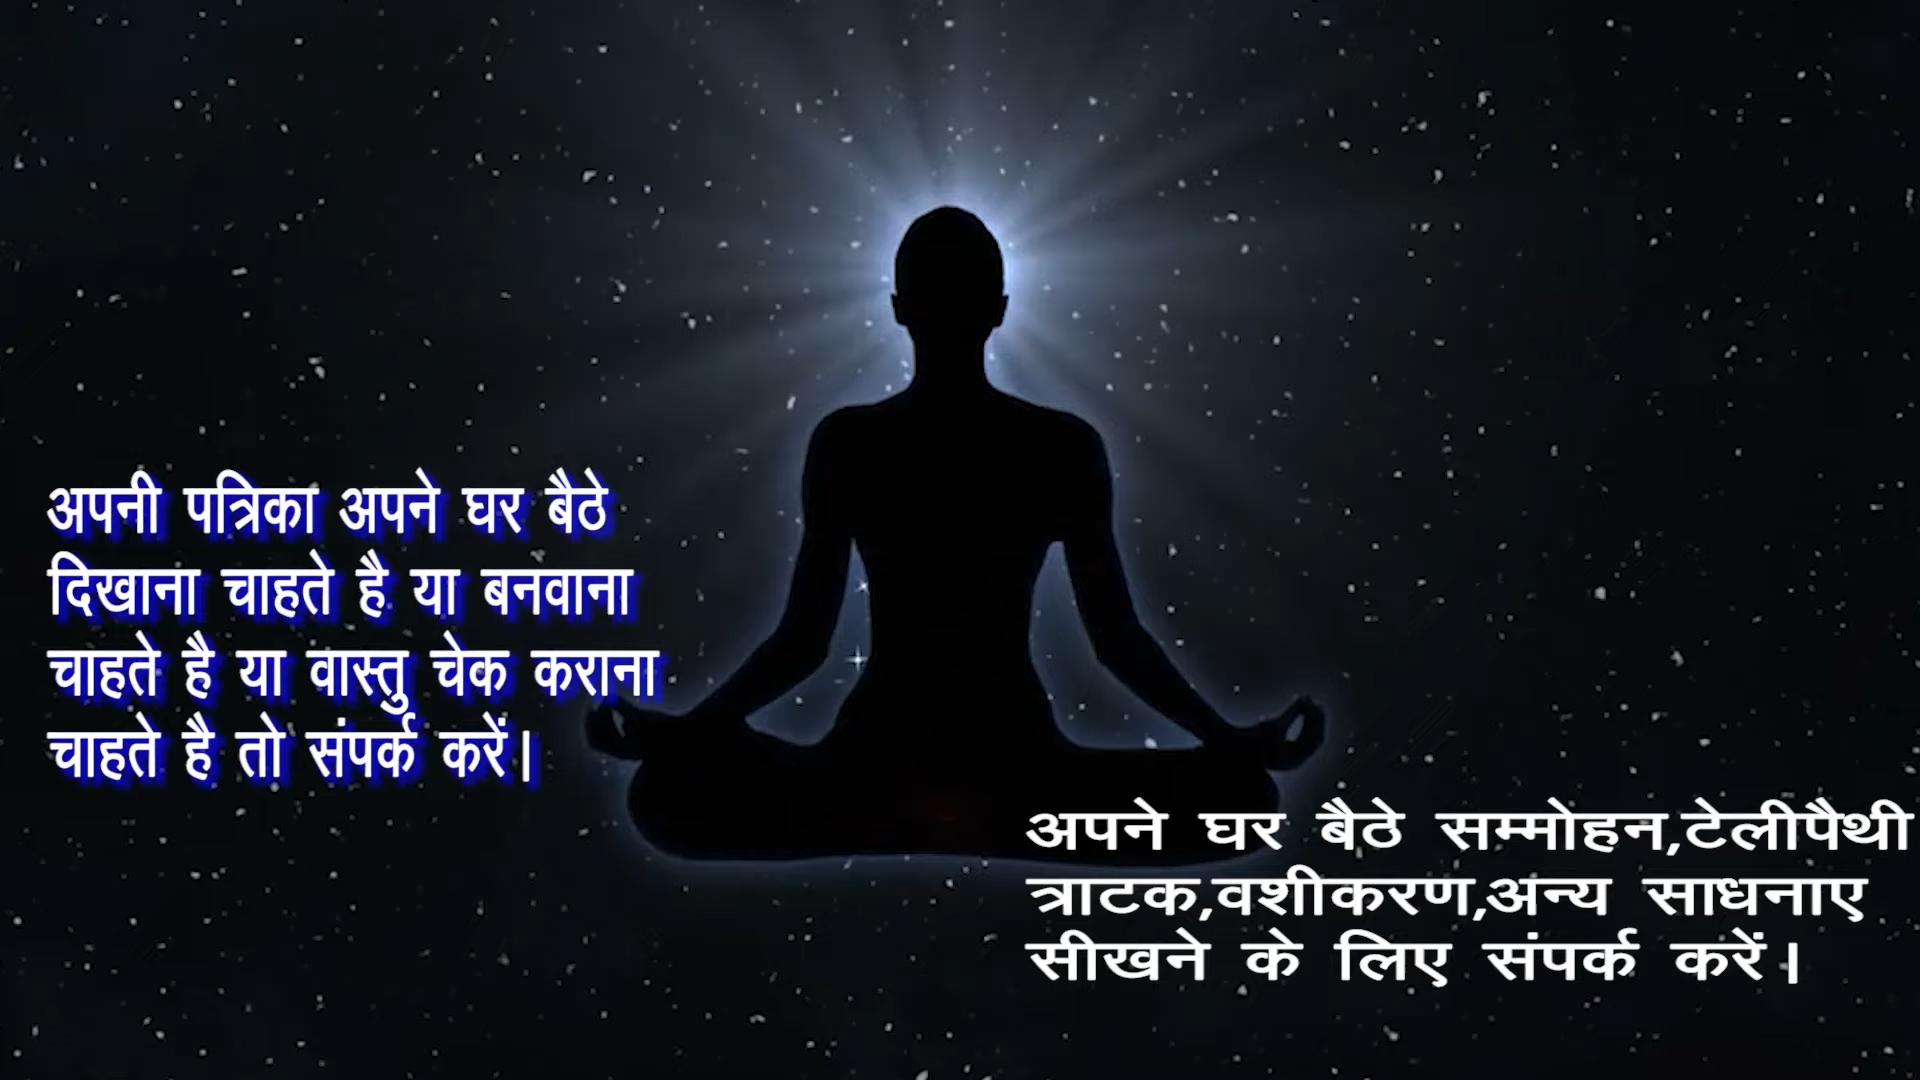 अपनी पत्रिका अपने घर बैठे
दिखाना चाहते है या बनवाना
चाहते है या वास्तु चेक कराना
चाहते है तो संपर्क करें|
अपने घर बैठे सम्मोहन,टेलीपैथी
त्राटक,वशीकरण,अन्य साधनाए
सीखने के लिए संपर्क करें|